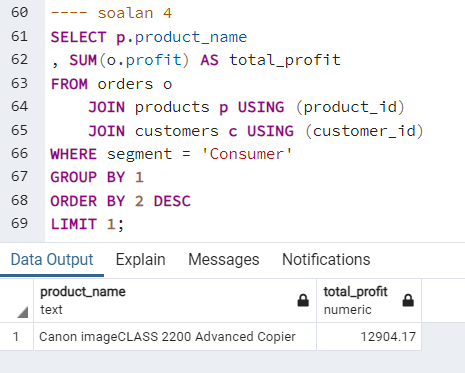 60 ---- soalan 4
61 SELECT p.product_name
62 , SUM(o.profit) AS total_profit
63 FROM orders o
64 JOIN products p USING (product_id)
65 JOIN customers c USING (customer_id)
66 WHERE segment = 'Consumer'
67 GROUP BY 1
68 ORDER BY 2 DESC
69 LIMIT 1;
Data Output Explain Messages Notifications
product_name total_profit
text numeric
1 Canon imageCLASS 2200 Advanced Copier 12904.17